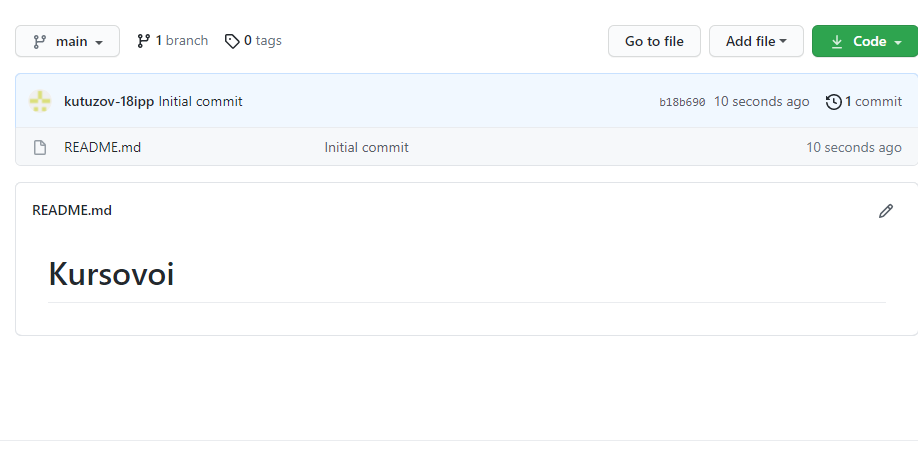 main 1 branch 0 tags Go to file Add file Code
kutuzov-18ipp Initial commit b18b690 10 seconds ago 1 commit
README.md Initial commit 10 seconds ago
README.md
Kursovoi